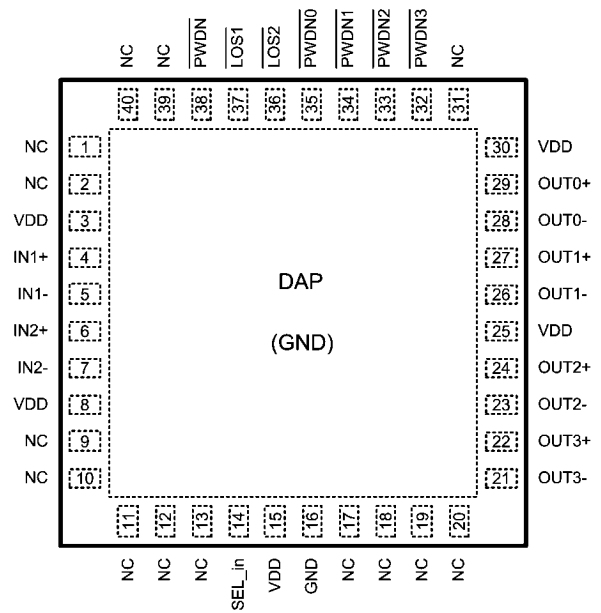 NC
NC
PWDN
LOS1
LOS2
PWDN0
PWDN1
PWDN2
PWDN3
NC
40
39
38
37
36
35
34
33
32
31
NC 1
NC 2
VDD 3
IN1+ 4
IN1- 5
IN2+ 6
IN2- 7
VDD 8
NC 9
NC 10
DAP
(GND)
30 VDD
29 OUT0+
28 OUT0-
27 OUT1+
26 OUT1-
25 VDD
24 OUT2+
23 OUT2-
22 OUT3+
21 OUT3-
11
12
13
14
15
16
17
18
19
20
NC
NC
NC
SEL_in
VDD
GND
NC
NC
NC
NC